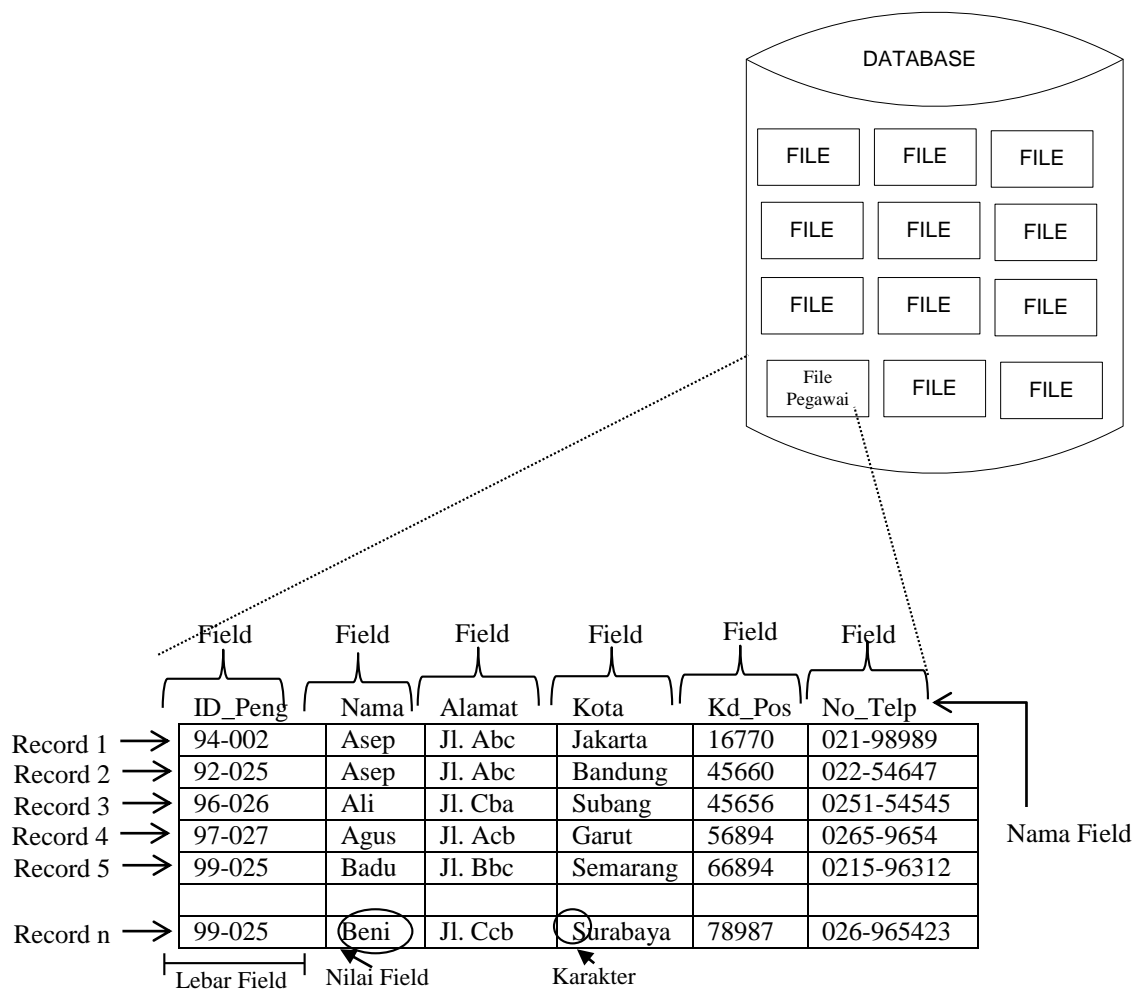 DATABASE
FILE FILE FILE
FILE FILE FILE
FILE FILE FILE
File Pegawai FILE FILE
Field Field Field Field Field Field
ID_Peng Nama Alamat Kota Kd_Pos No_Telp
Record 1 94-002 Asep Jl. Abc Jakarta 16770 021-98989
Record 2 92-025 Asep Jl. Abc Bandung 45660 022-54647
Record 3 96-026 Ali Jl. Cba Subang 45656 0251-54545
Record 4 97-027 Agus Jl. Acb Garut 56894 0265-9654
Nama Field
Record 5 99-025 Badu Jl. Bbc Semarang 66894 0215-96312
Record n 99-025 Beni Jl. Ccb Surabaya 78987 026-965423
Lebar Field Nilai Field Karakter